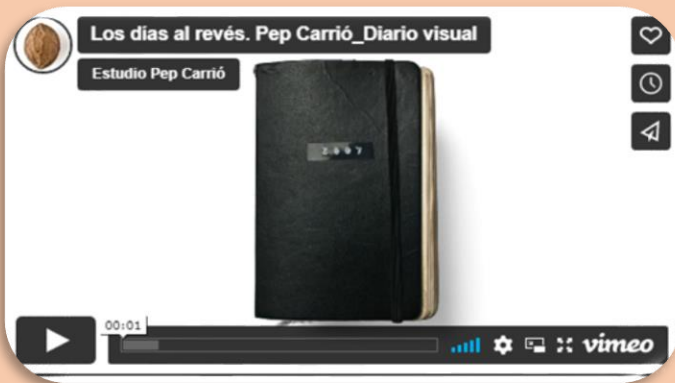 Los días al revés. Pep Carrió_Diario visual
Estudio Pep Carrió
2007
00:01
vimeo